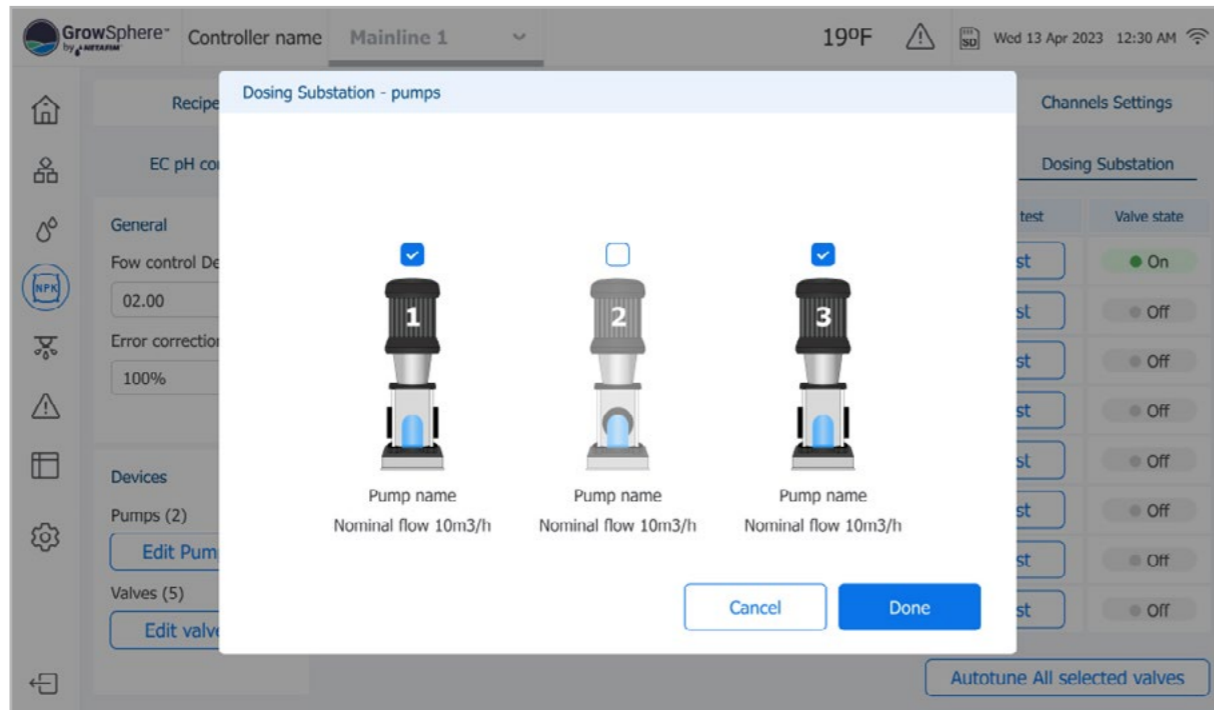 GrowSphere™
by NETAFIM
Controller name
Mainline 1
19ºF
SD
Wed 13 Apr 2023 12:30 AM
Recipe
Dosing Substation - pumps
Channels Settings
EC pH co
Dosing Substation
General
test
Valve state
Fow control De
st
On
02.00
st
Off
Error correction
st
Off
100%
st
Off
NPK
1
2
3
st
Off
Devices
Pump name
Pump name
Pump name
Pumps (2)
st
Off
Nominal flow 10m3/h
Nominal flow 10m3/h
Nominal flow 10m3/h
Edit Pum
st
Off
Valves (5)
Cancel
Done
st
Off
Edit valve
Autotune All selected valves